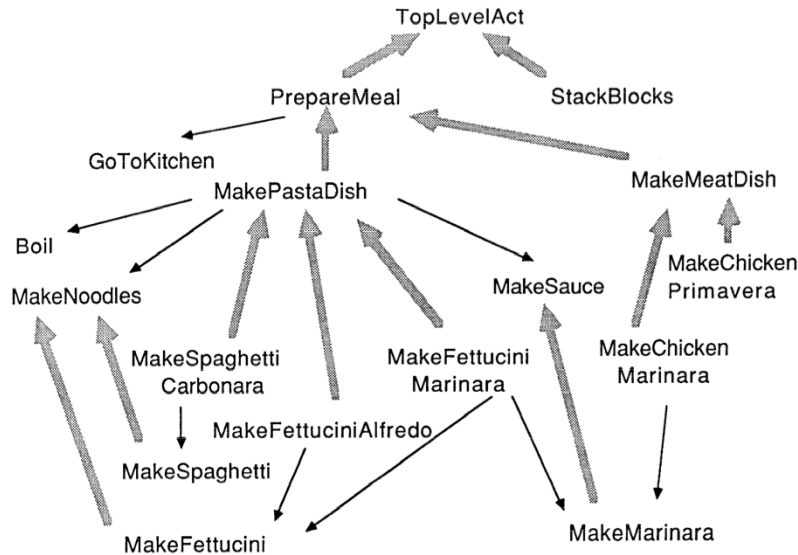 TopLevelAct
PrepareMeal
StackBlocks
GoToKitchen
MakePastaDish
MakeMeatDish
Boil
MakeNoodles
MakeSauce
MakeChicken
Primavera
MakeSpaghetti
Carbonara
MakeFettucini
Marinara
MakeChicken
Marinara
MakeFettuciniAlfredo
MakeSpaghetti
MakeFettucini
MakeMarinara